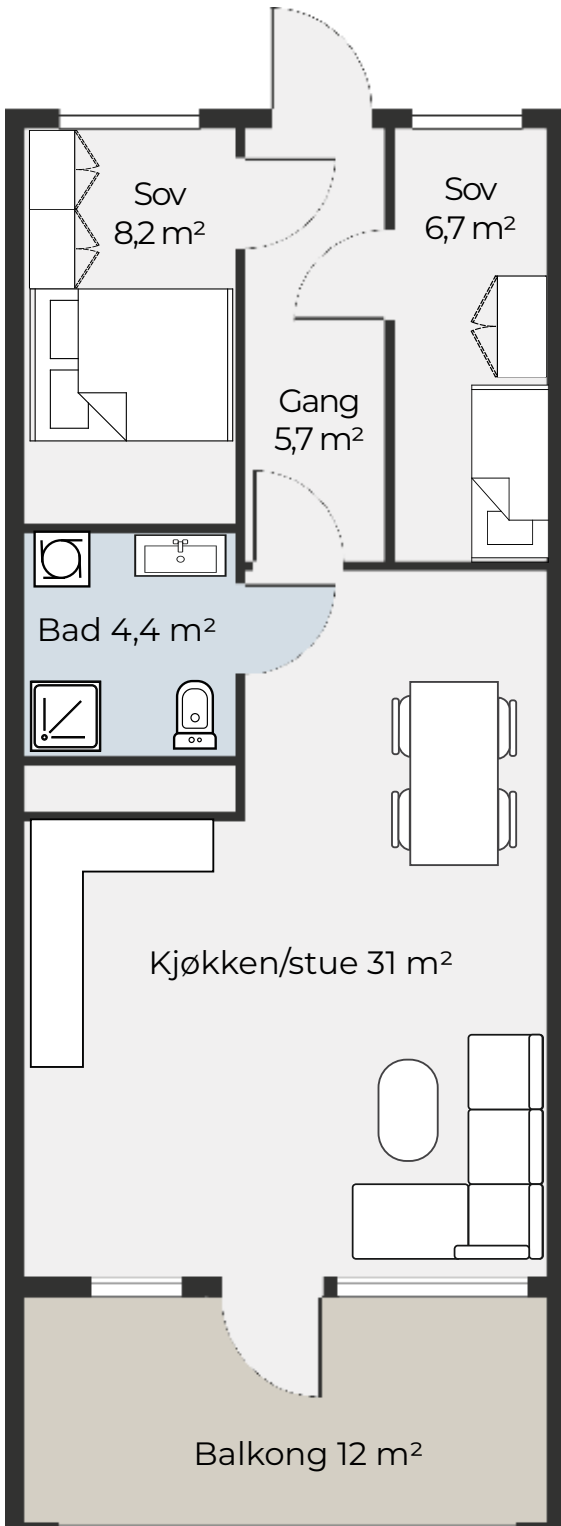 Sov
8,2 m²
Sov
6,7 m²
Gang
5,7 m²
Bad 4,4 m²
Kjøkken/stue 31 m²
Balkong 12 m²